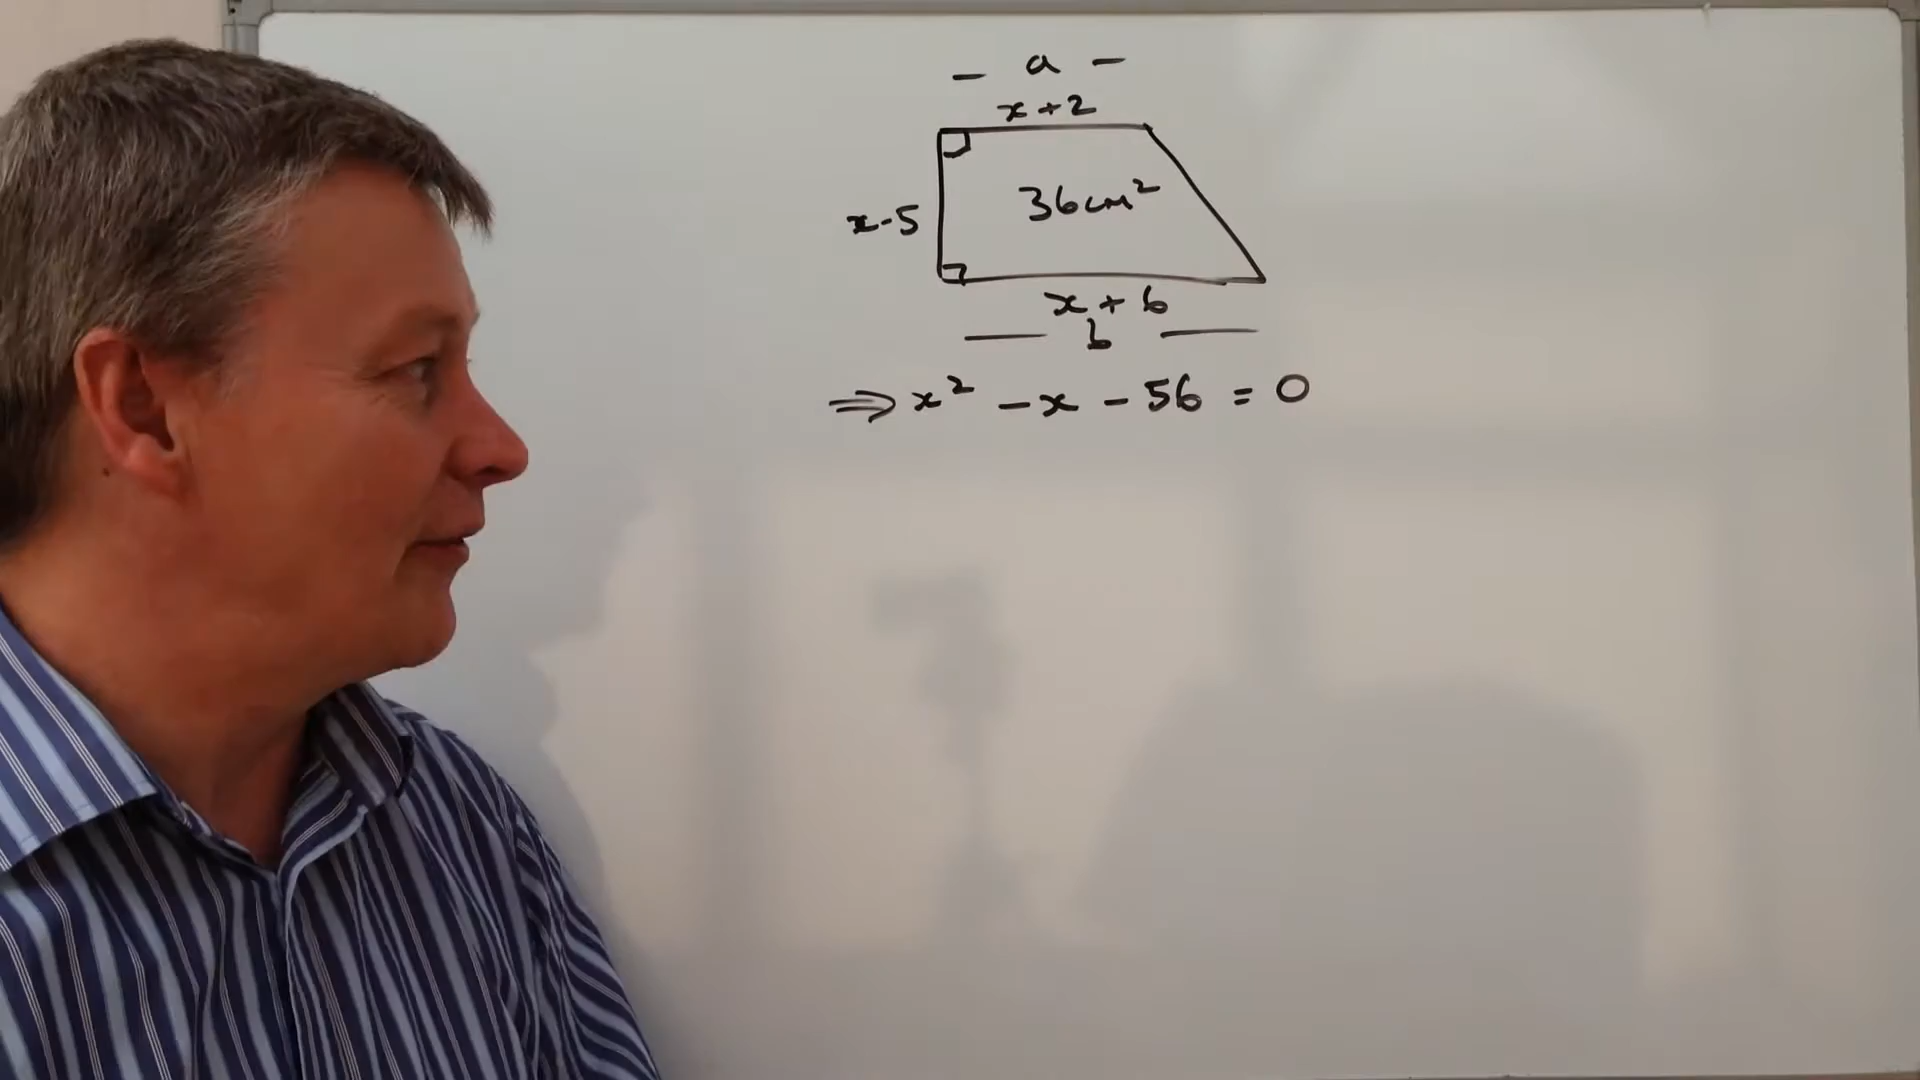 - a -
x + 2
x - 5
36cm²
x + 6
b
⇒ x² - x - 56 = 0